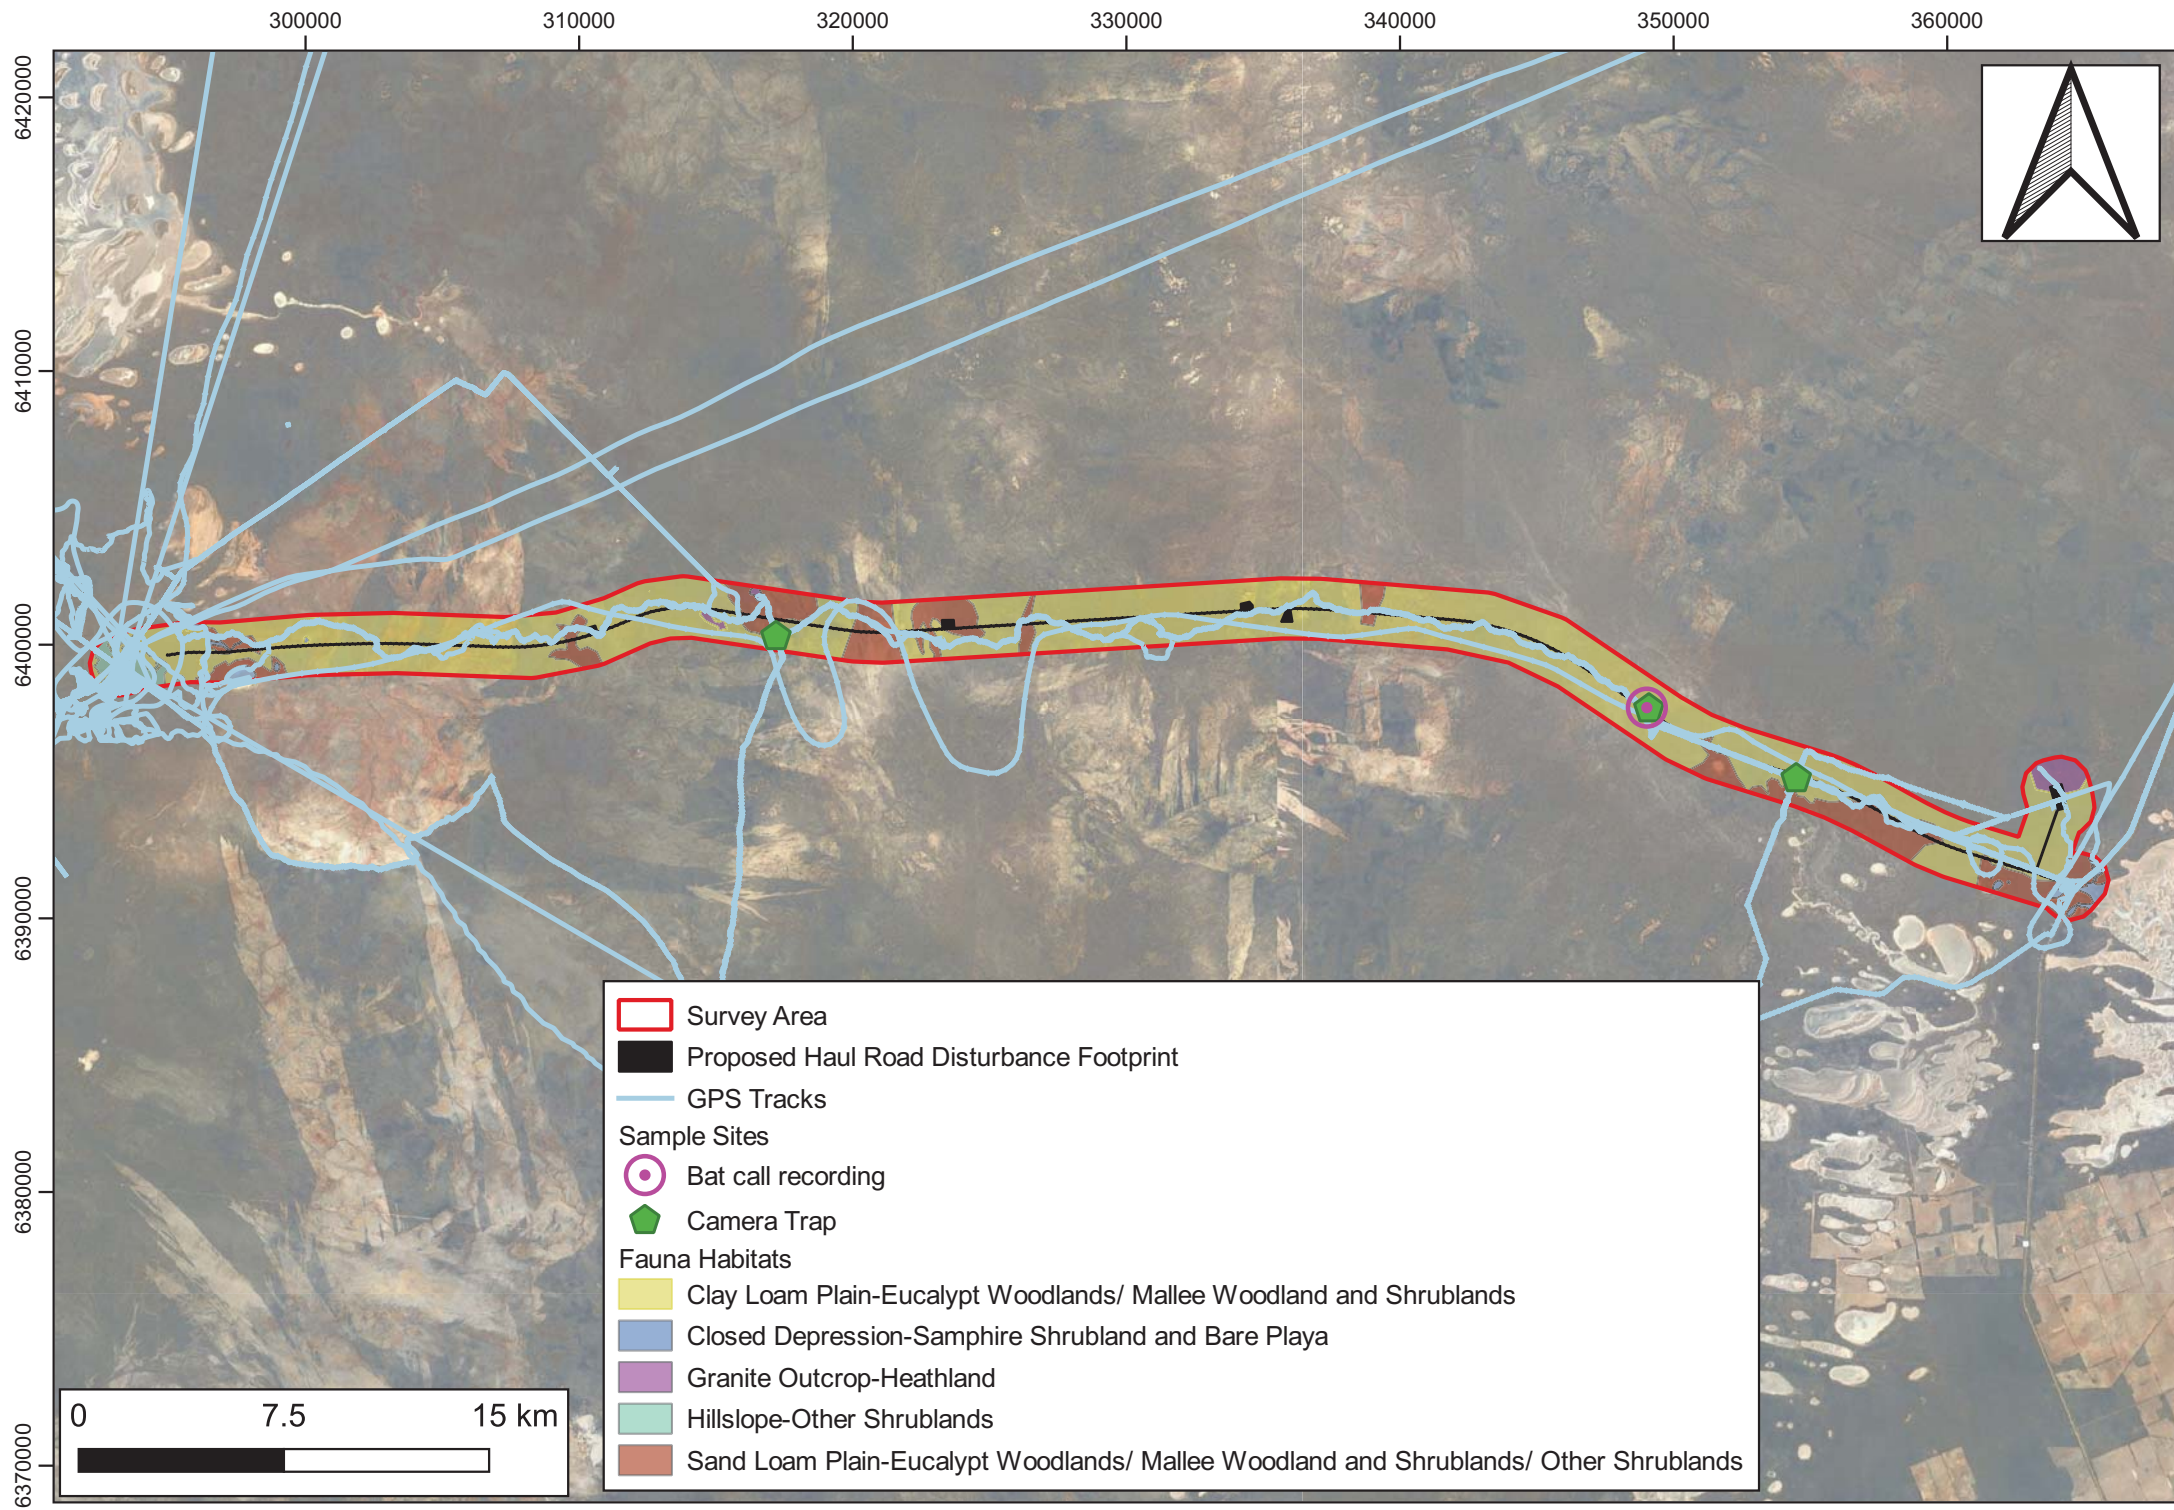 300000 310000 320000 330000 340000 350000 360000
6420000
6410000
6400000
6390000
6380000
6370000
Survey Area
Proposed Haul Road Disturbance Footprint
GPS Tracks
Sample Sites
Bat call recording
Camera Trap
Fauna Habitats
Clay Loam Plain-Eucalypt Woodlands/ Mallee Woodland and Shrublands
Closed Depression-Samphire Shrubland and Bare Playa
Granite Outcrop-Heathland
Hillslope-Other Shrublands
Sand Loam Plain-Eucalypt Woodlands/ Mallee Woodland and Shrublands/ Other Shrublands
0 7.5 15 km